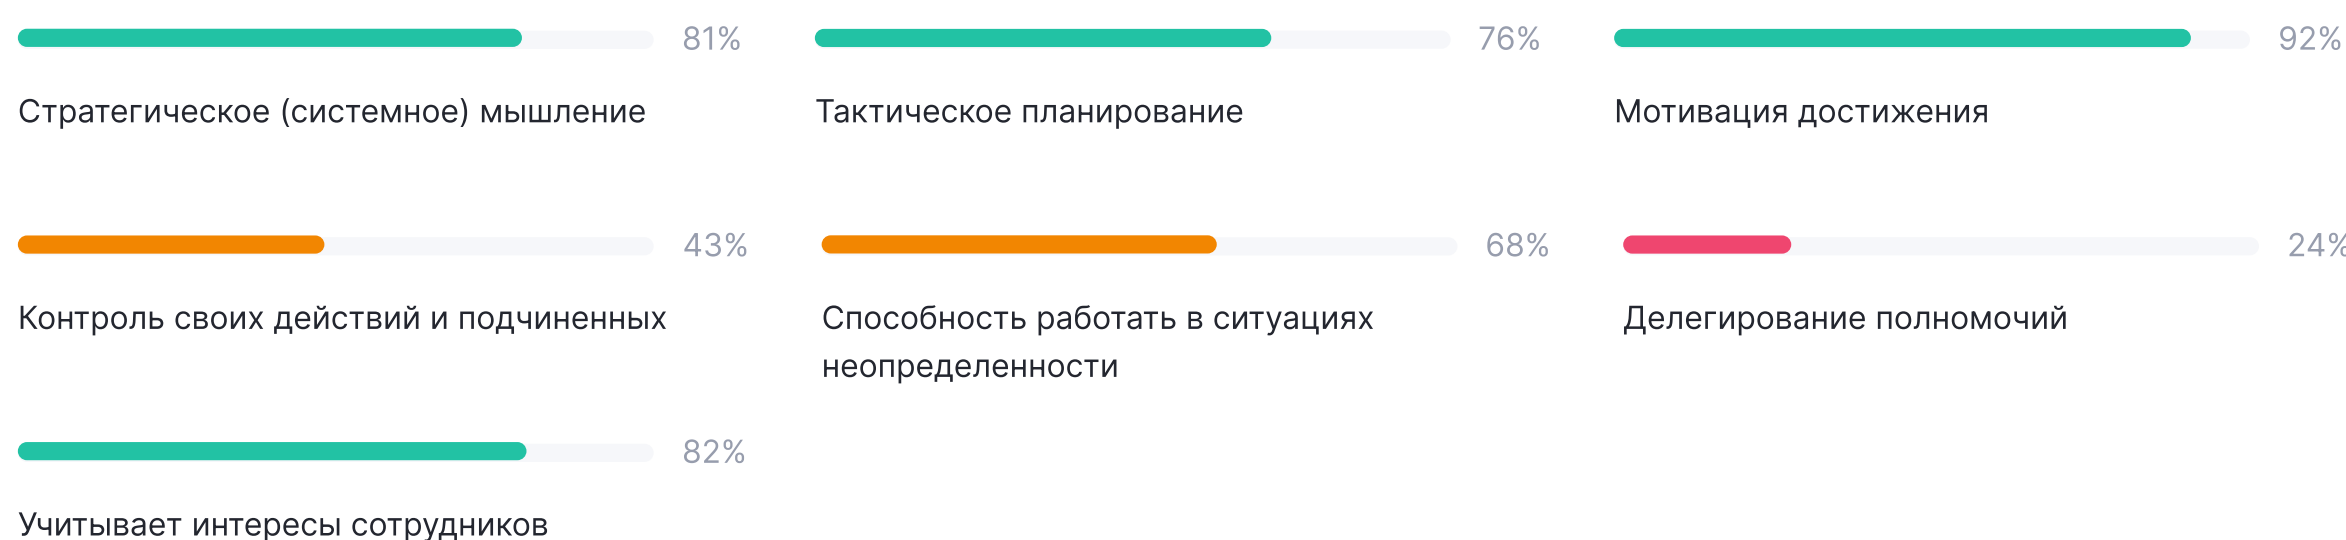 81%
76%
92%
Стратегическое (системное) мышление
Тактическое планирование
Мотивация достижения
43%
68%
24%
Контроль своих действий и подчиненных
Способность работать в ситуациях
неопределенности
Делегирование полномочий
82%
Учитывает интересы сотрудников